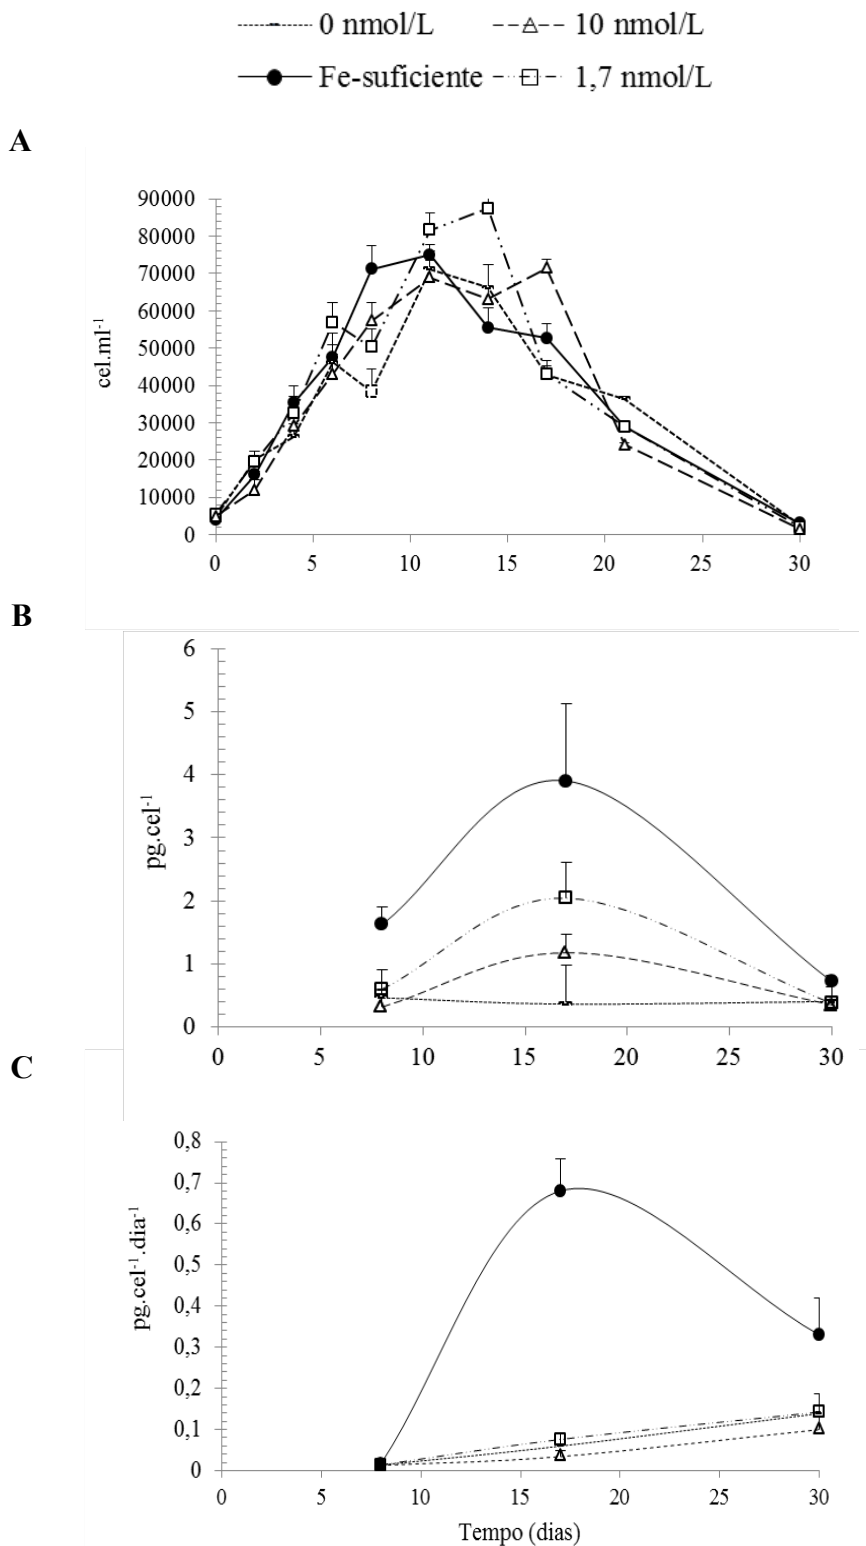 0 nmol/L 10 nmol/L
Fe-suficiente 1,7 nmol/L
A
90000
80000
70000
60000
50000
40000
30000
20000
10000
0
cel.ml-1
0 5 10 15 20 25 30
B
6
5
4
3
2
1
0
pg.cel-1
0 5 10 15 20 25 30
C
0,8
0,7
0,6
0,5
0,4
0,3
0,2
0,1
0
pg.cel-1.dia-1
0 5 10 15 20 25 30
Tempo (dias)